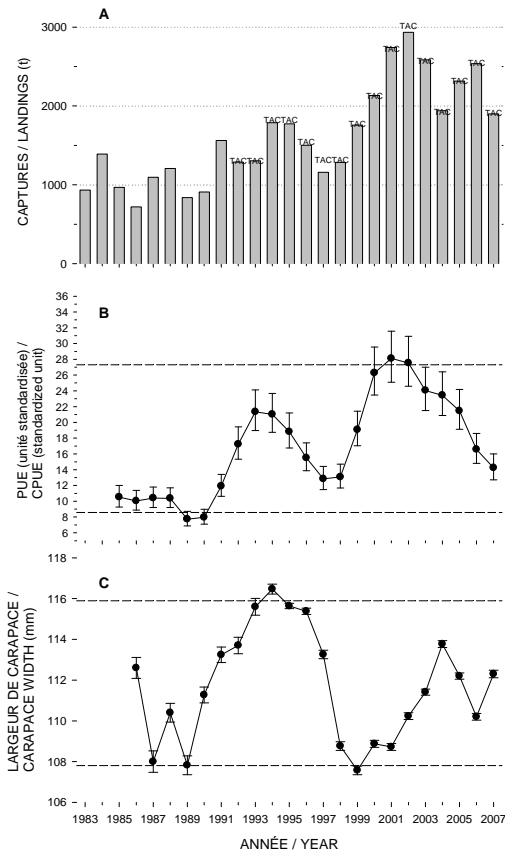 A
CAPTURES / LANDINGS (t)
3000
2000
1000
0
TAC TAC TAC TAC TAC TAC TAC TAC TAC TAC TAC TAC TAC TAC TAC TAC
B
PUE (unité standardisée) /
CPUE (standardized unit)
36
34
32
30
28
26
24
22
20
18
16
14
12
10
8
6
C
LARGEUR DE CARAPACE /
CARAPACE WIDTH (mm)
118
116
114
112
110
108
106
1983 1985 1987 1989 1991 1993 1995 1997 1999 2001 2003 2005 2007
ANNÉE / YEAR